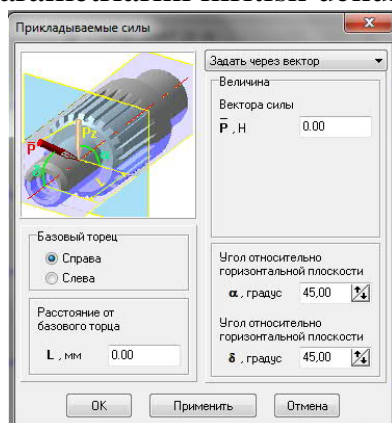 Прикладываемые силы
Задать через вектор
P
Pz
Величина
Вектора силы
P , Н 0.00
Базовый торец
Справа
Слева
Расстояние от
базового торца
L , мм 0.00
Угол относительно
горизонтальной плоскости
α , градус 45,00
Угол относительно
горизонтальной плоскости
δ , градус 45,00
OK Применить Отмена